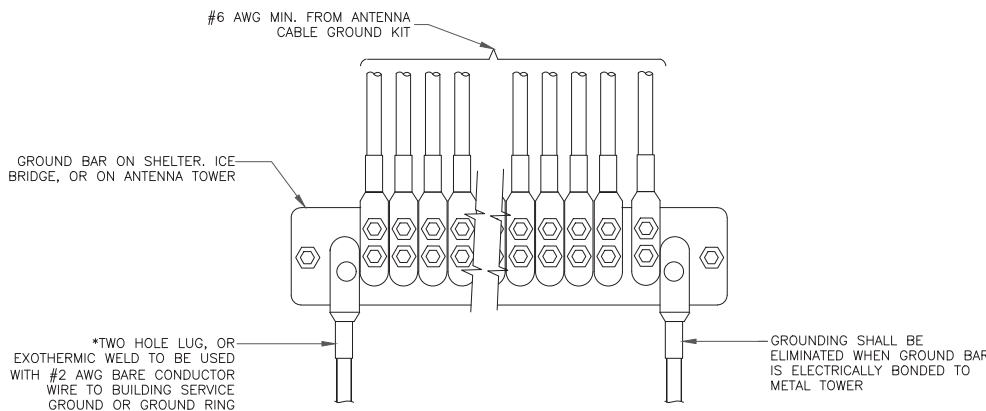 #6 AWG MIN. FROM ANTENNA
CABLE GROUND KIT
GROUND BAR ON SHELTER. ICE
BRIDGE, OR ON ANTENNA TOWER
*TWO HOLE LUG, OR
EXOTHERMIC WELD TO BE USED
WITH #2 AWG BARE CONDUCTOR
WIRE TO BUILDING SERVICE
GROUND OR GROUND RING
GROUNDING SHALL BE
ELIMINATED WHEN GROUND BAR
IS ELECTRICALLY BONDED TO
METAL TOWER